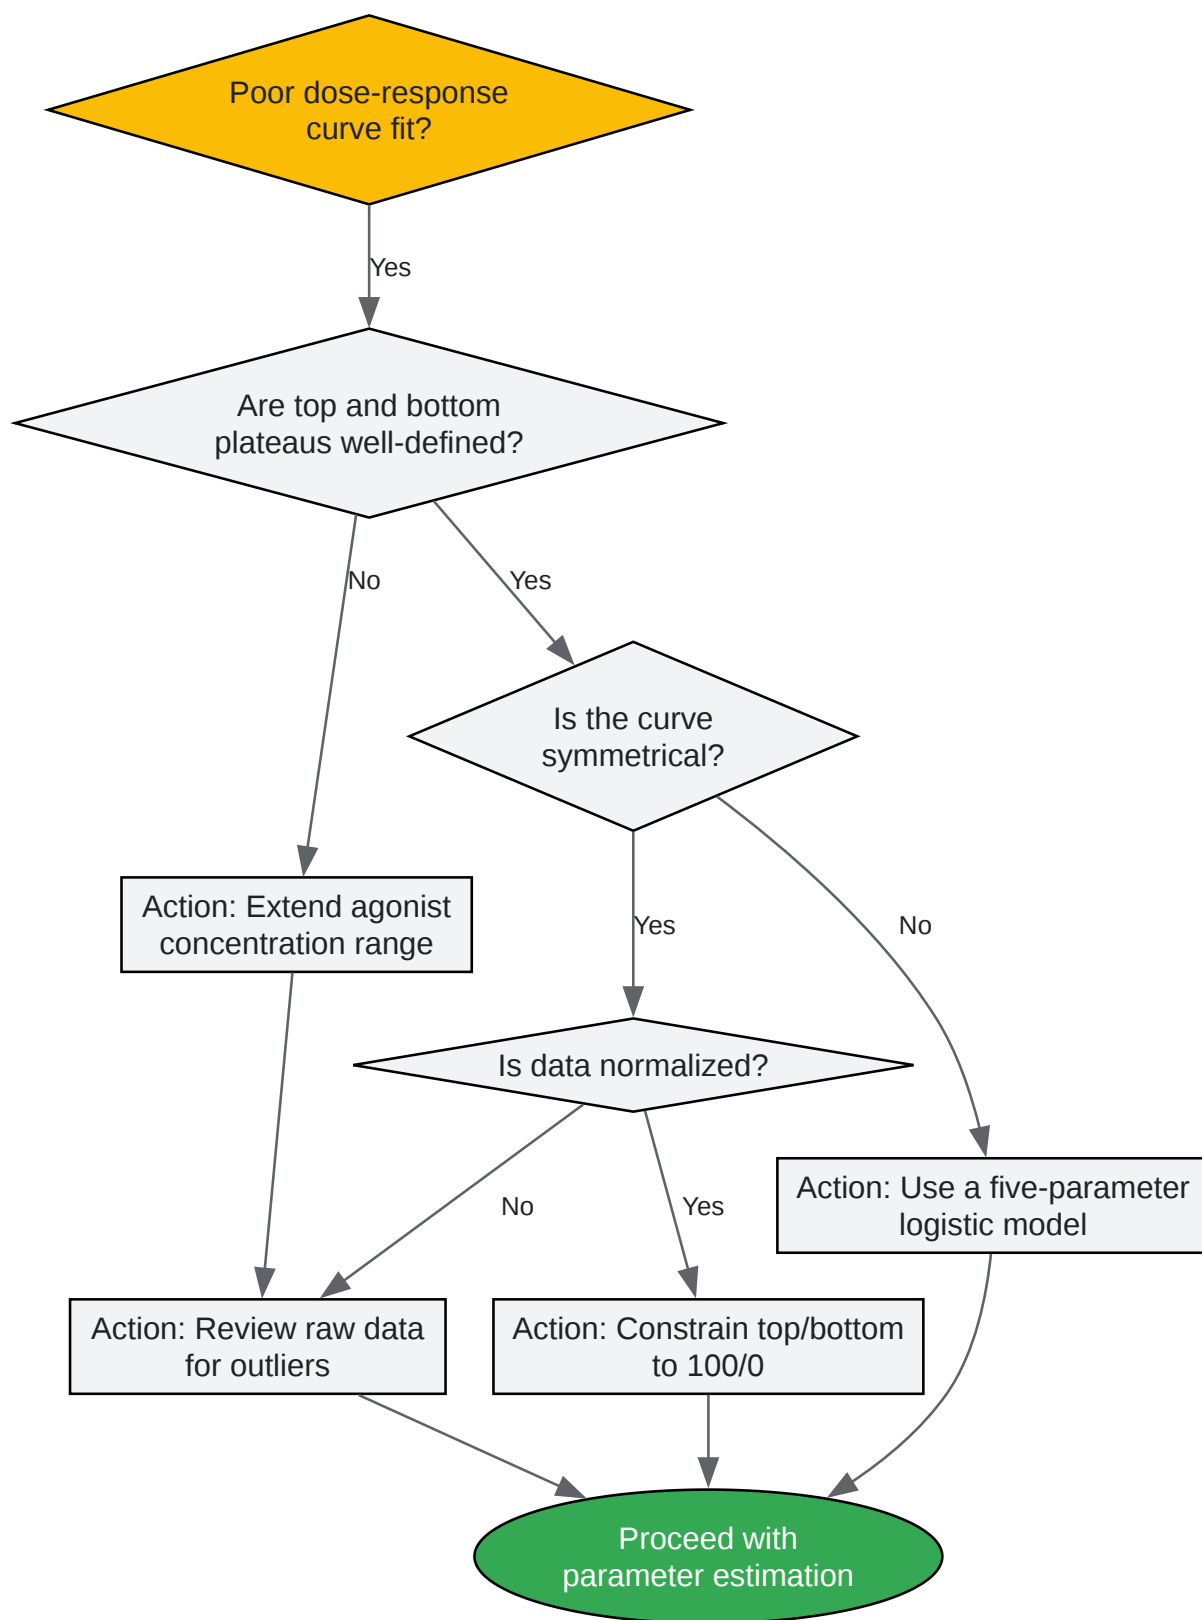 Poor dose-response
curve fit?
Yes
Are top and bottom
plateaus well-defined?
No
Yes
Is the curve
symmetrical?
Action: Extend agonist
concentration range
Yes
No
Is data normalized?
Action: Use a five-parameter
logistic model
No
Yes
Action: Review raw data
for outliers
Action: Constrain top/bottom
to 100/0
Proceed with
parameter estimation